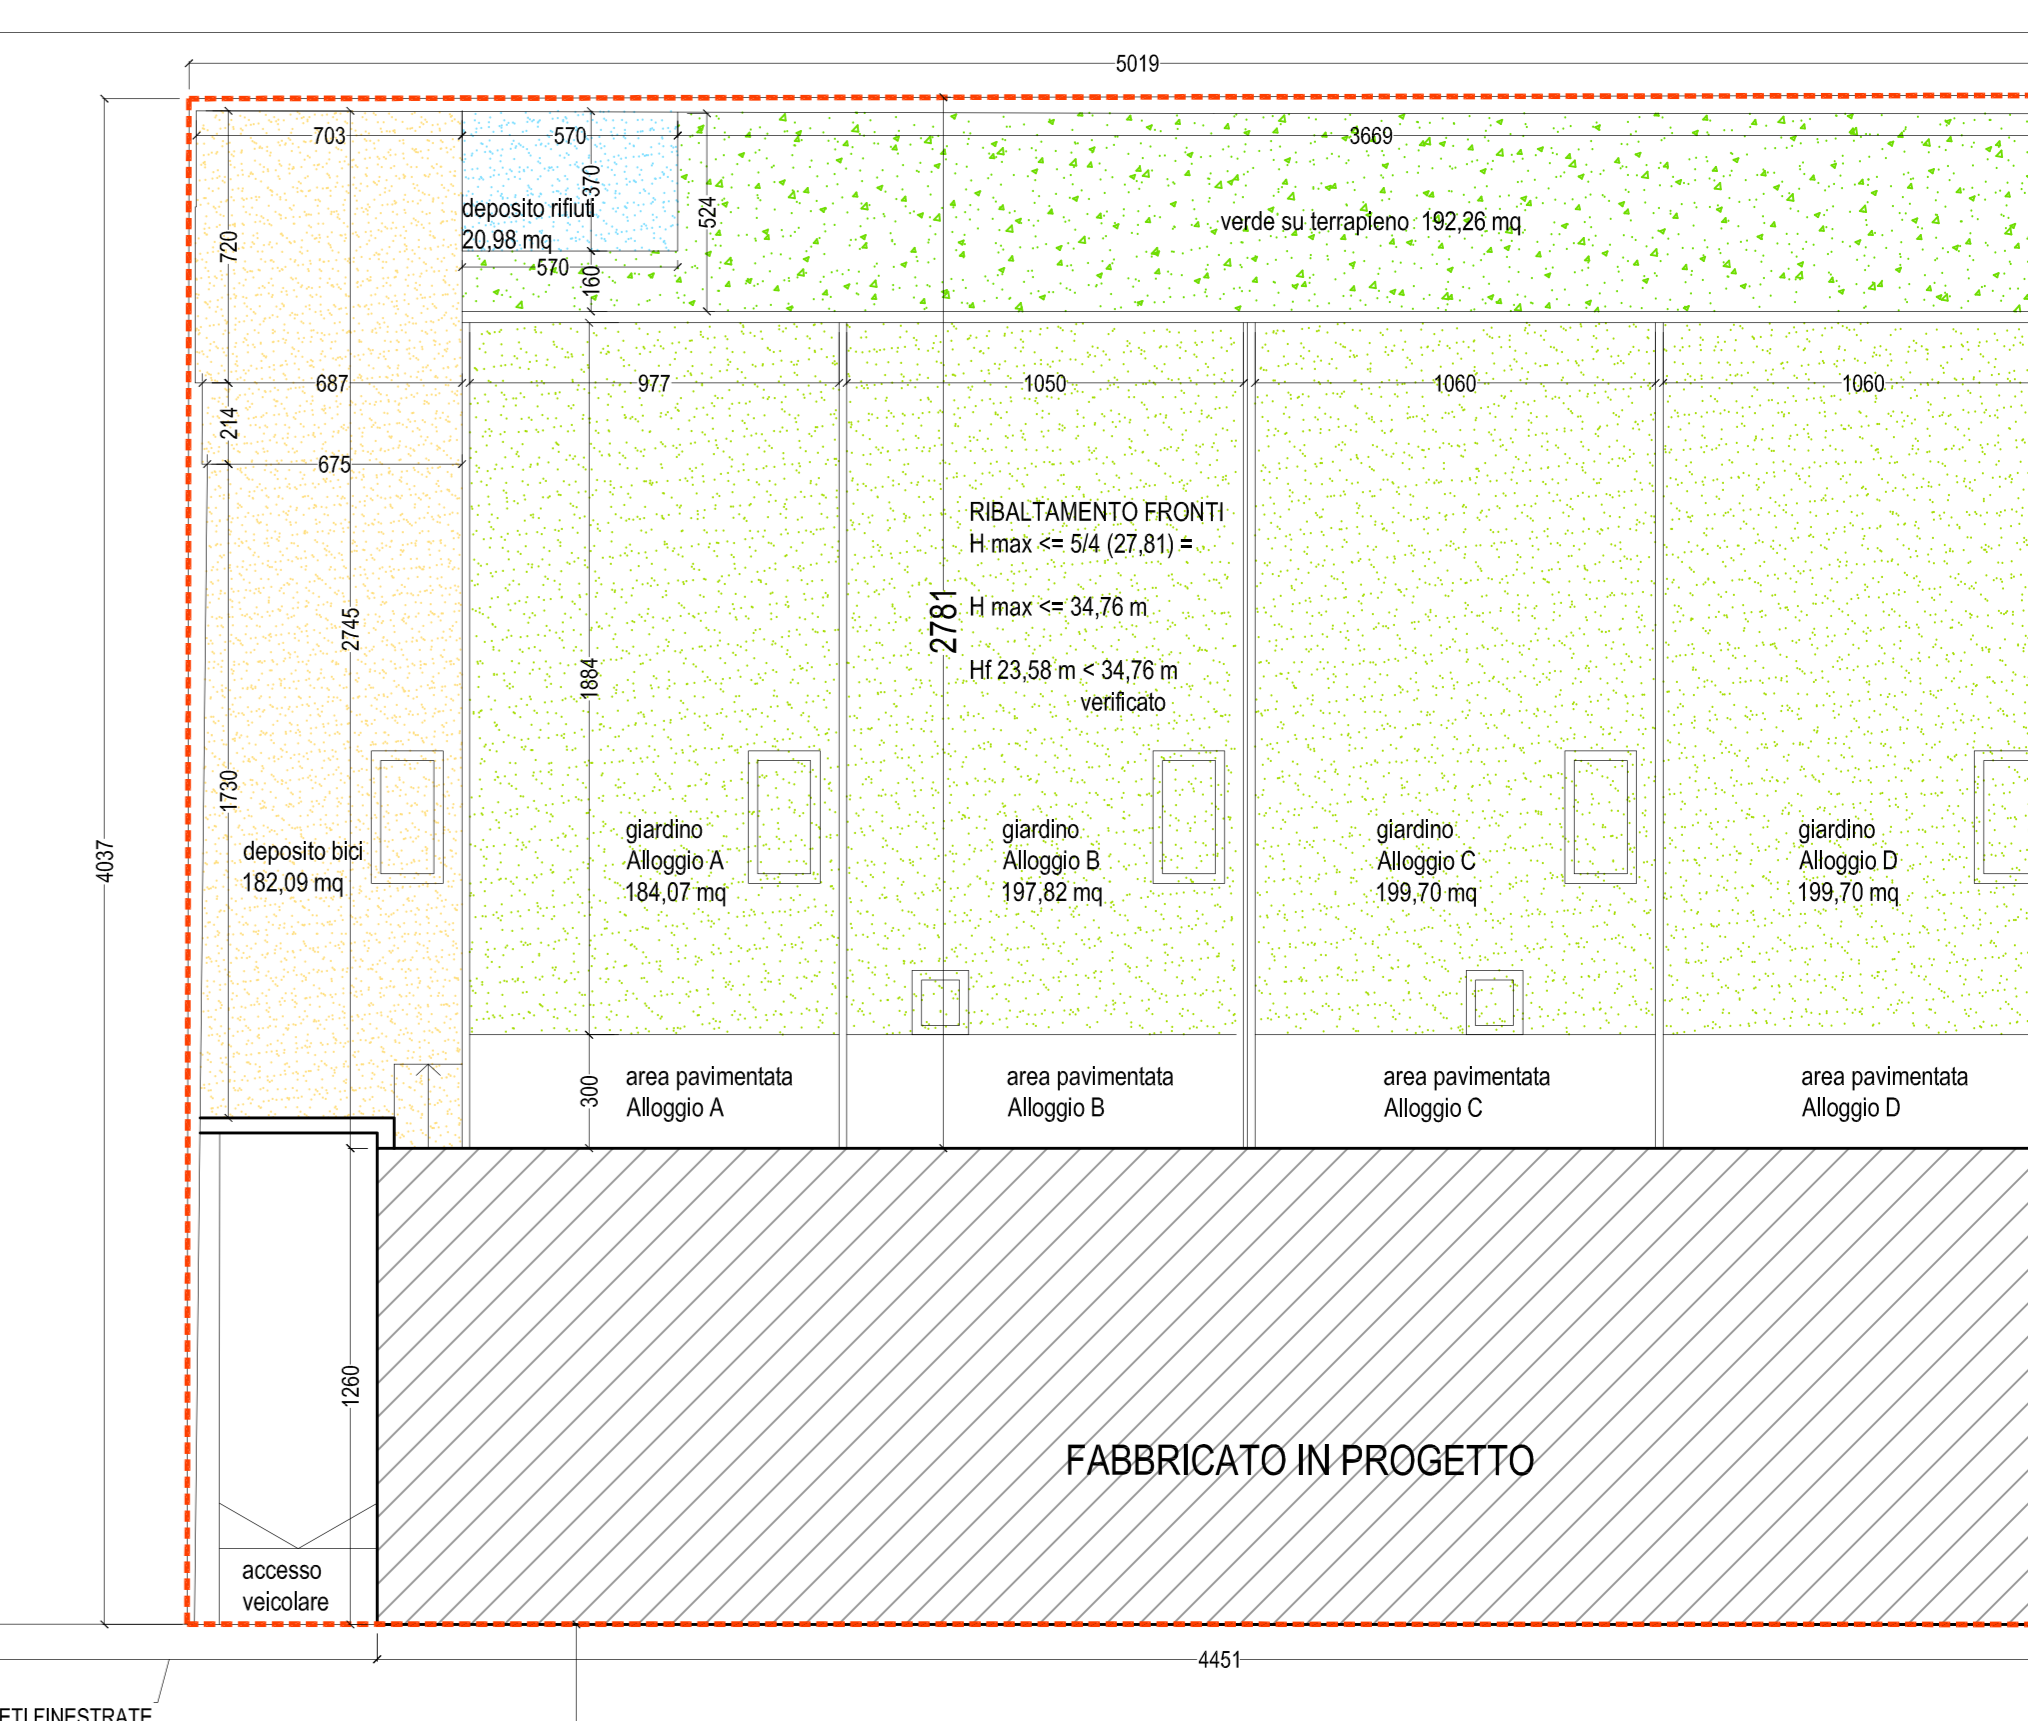 5019
703
570
3669
370
524
deposito rifiuti
20,98 mq
verde su terrapieno 192,26 mq
720
570
160
687
977
1050
1060
1060
214
675
RIBALTAMENTO FRONTI
H max <= 5/4 (27,81) =
H max <= 34,76 m
2781
2745
Hf 23,58 m < 34,76 m
verificato
1884
1730
4037
deposito bici
182,09 mq
giardino
Alloggio A
184,07 mq
giardino
Alloggio B
197,82 mq
giardino
Alloggio C
199,70 mq
giardino
Alloggio D
199,70 mq
300
area pavimentata
Alloggio A
area pavimentata
Alloggio B
area pavimentata
Alloggio C
area pavimentata
Alloggio D
1260
FABBRICATO IN PROGETTO
accesso
veicolare
4451
ETI FINESTRATE